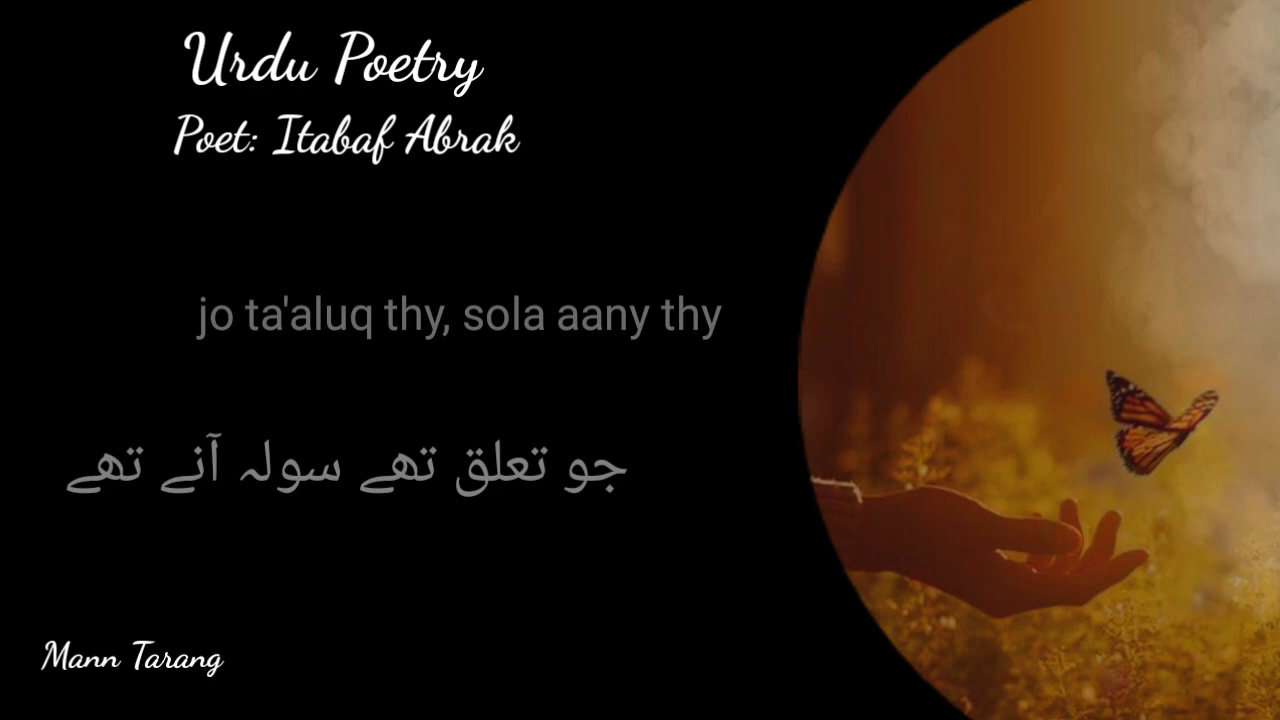 Urdu Poetry
Poet: Itabaf Abrak
jo ta'aluq thy, sola aany thy
جو تعلق تھے سولہ آنے تھے
Mann Tarang